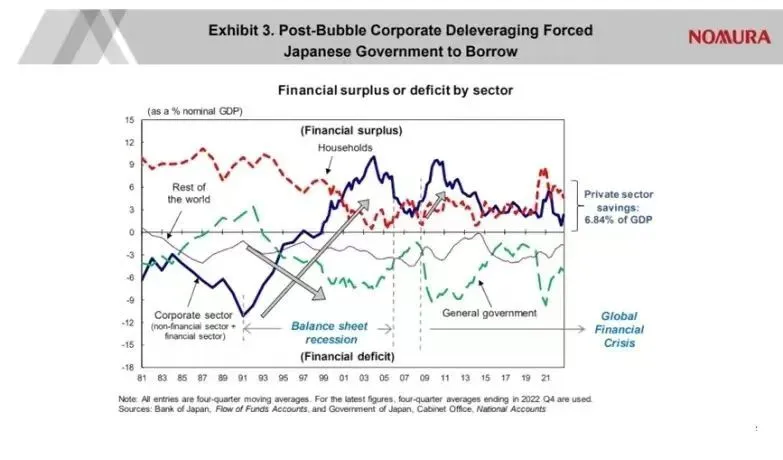 Exhibit 3. Post-Bubble Corporate Deleveraging Forced
Japanese Government to Borrow
NOMURA
Financial surplus or deficit by sector
(as a % nominal GDP)
15
12
9
6
3
0
-3
-6
-9
-12
-15
-18
(Financial surplus)
Households
Rest of
the world
Private sector
savings:
6.84% of GDP
Corporate sector
(non-financial sector +
financial sector)
General government
Balance sheet
recession
Global
Financial
Crisis
(Financial deficit)
81 83 85 87 89 91 93 95 97 99 01 03 05 07 09 11 13 15 17 19 21
Note: All entries are four-quarter moving averages. For the latest figures, four-quarter averages ending in 2022 Q4 are used.
Sources: Bank of Japan, Flow of Funds Accounts, and Government of Japan, Cabinet Office, National Accounts